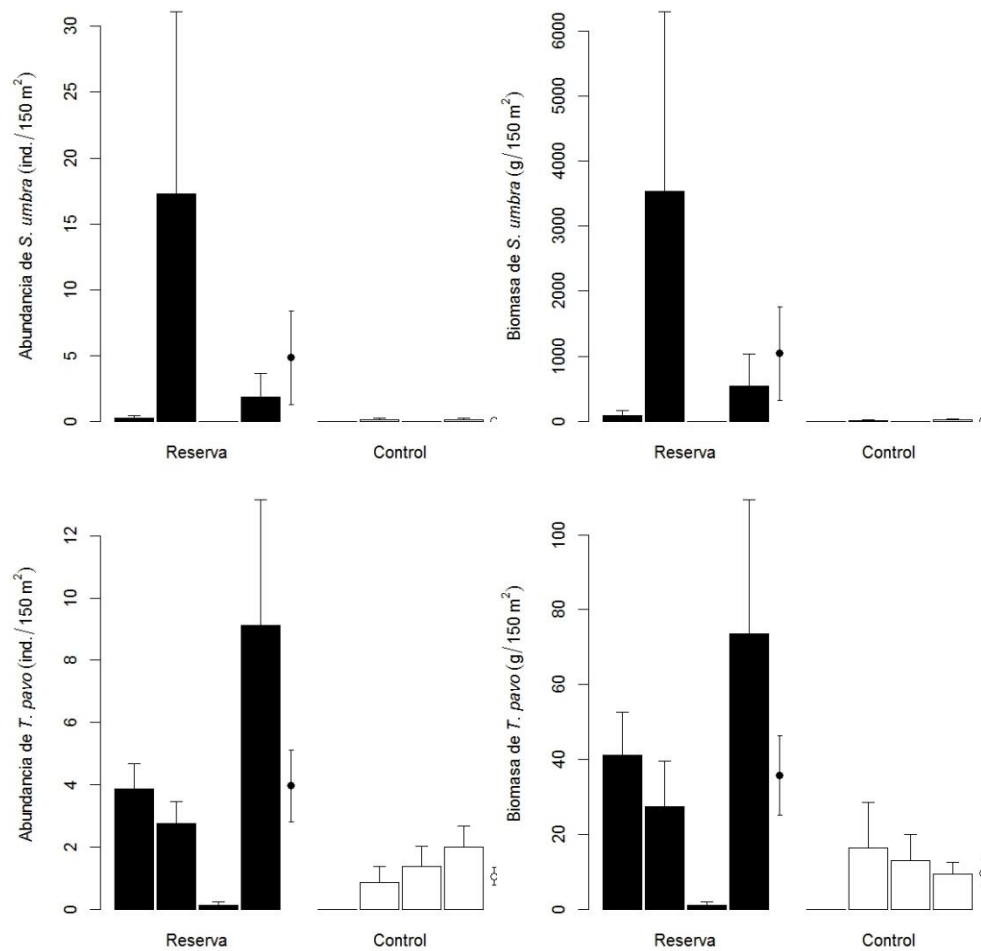 Abundancia de S. umbra (ind./150 m²)
30
25
20
15
10
5
0
Reserva
Control
Biomasa de S. umbra (g/150 m²)
6000
5000
4000
3000
2000
1000
0
Reserva
Control
Abundancia de T. pavo (ind./150 m²)
12
10
8
6
4
2
0
Reserva
Control
Biomasa de T. pavo (g/150 m²)
100
80
60
40
20
0
Reserva
Control